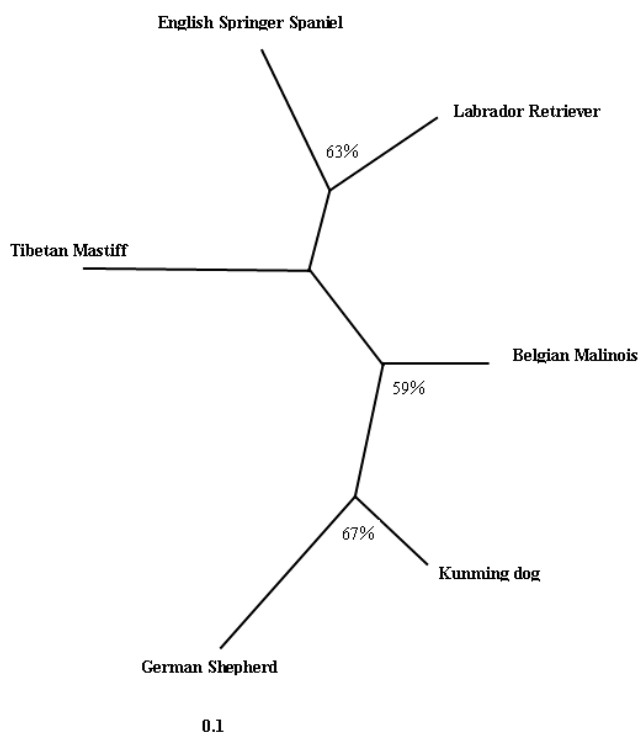 English Springer Spaniel
Labrador Retriever
63%
Tibetan Mastiff
Belgian Malinois
59%
67%
Kunming dog
German Shepherd
0.1